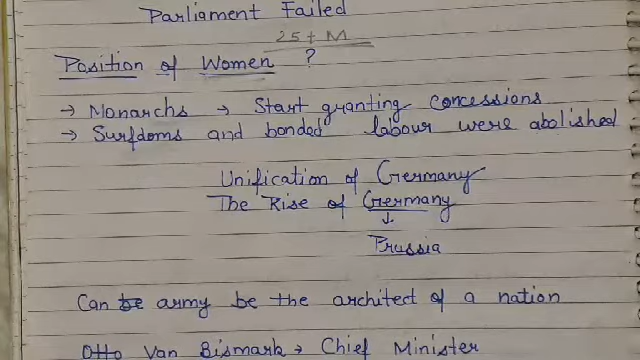 Parliament Failed
25+ M
Position of Women ?
→ Monarchs → Start granting concessions
→ Surfdoms and bonded labour were abolished
Unification of Germany
The Rise of Germany
↓
Prussia
Can be army be the architect of a nation
Otto Van Bismark → Chief Minister